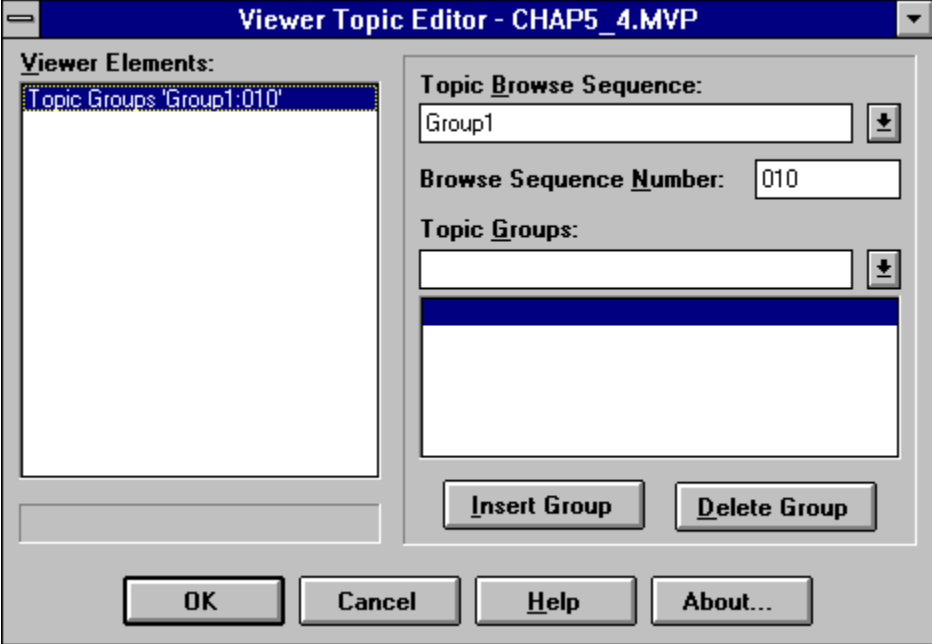 Viewer Topic Editor - CHAP5_4.MVP
Viewer Elements:
Topic Groups 'Group1:010'
Topic Browse Sequence:
Group1
Browse Sequence Number: 010
Topic Groups:
Insert Group Delete Group
OK Cancel Help About...